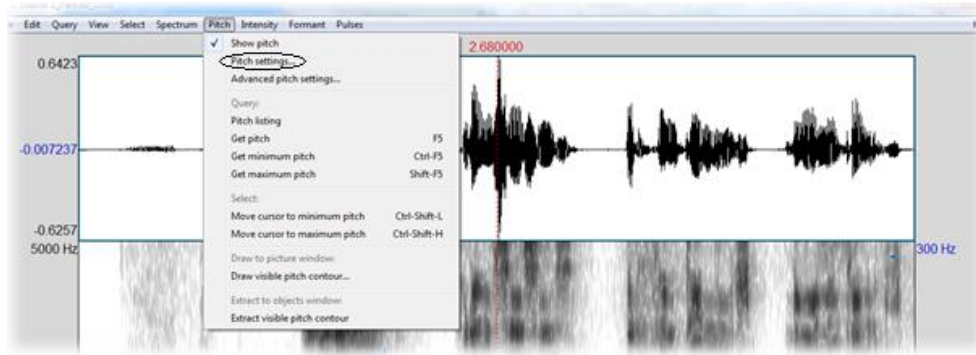 Edit Query View Select Spectrum Pitch Intensity Formant Pulses
✓ Show pitch
Pitch settings...
Advanced pitch settings...
Query:
Pitch listing
Get pitch F5
Get minimum pitch Ctrl-F5
Get maximum pitch Shift-F5
Select:
Move cursor to minimum pitch Ctrl-Shift-L
Move cursor to maximum pitch Ctrl-Shift-H
Draw to picture window:
Draw visible pitch contour...
Extract to objects window:
Extract visible pitch contour
2.680000
0.6423
-0.007237
-0.6257
5000 Hz
300 Hz